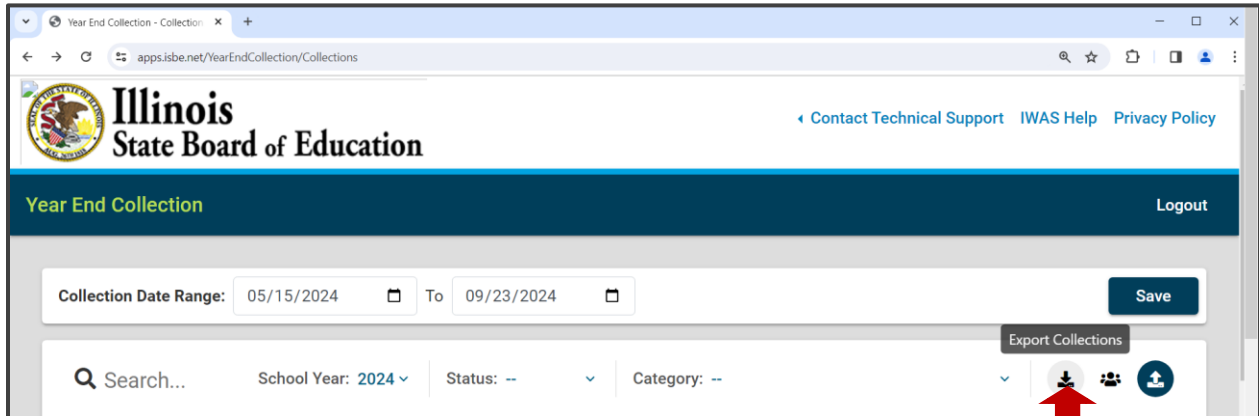 Year End Collection - Collection
apps.isbe.net/YearEndCollection/Collections
Illinois
State Board of Education
Contact Technical Support IWAS Help Privacy Policy
Year End Collection Logout
Collection Date Range: 05/15/2024 To 09/23/2024 Save
Export Collections
Search... School Year: 2024 Status: -- Category: --